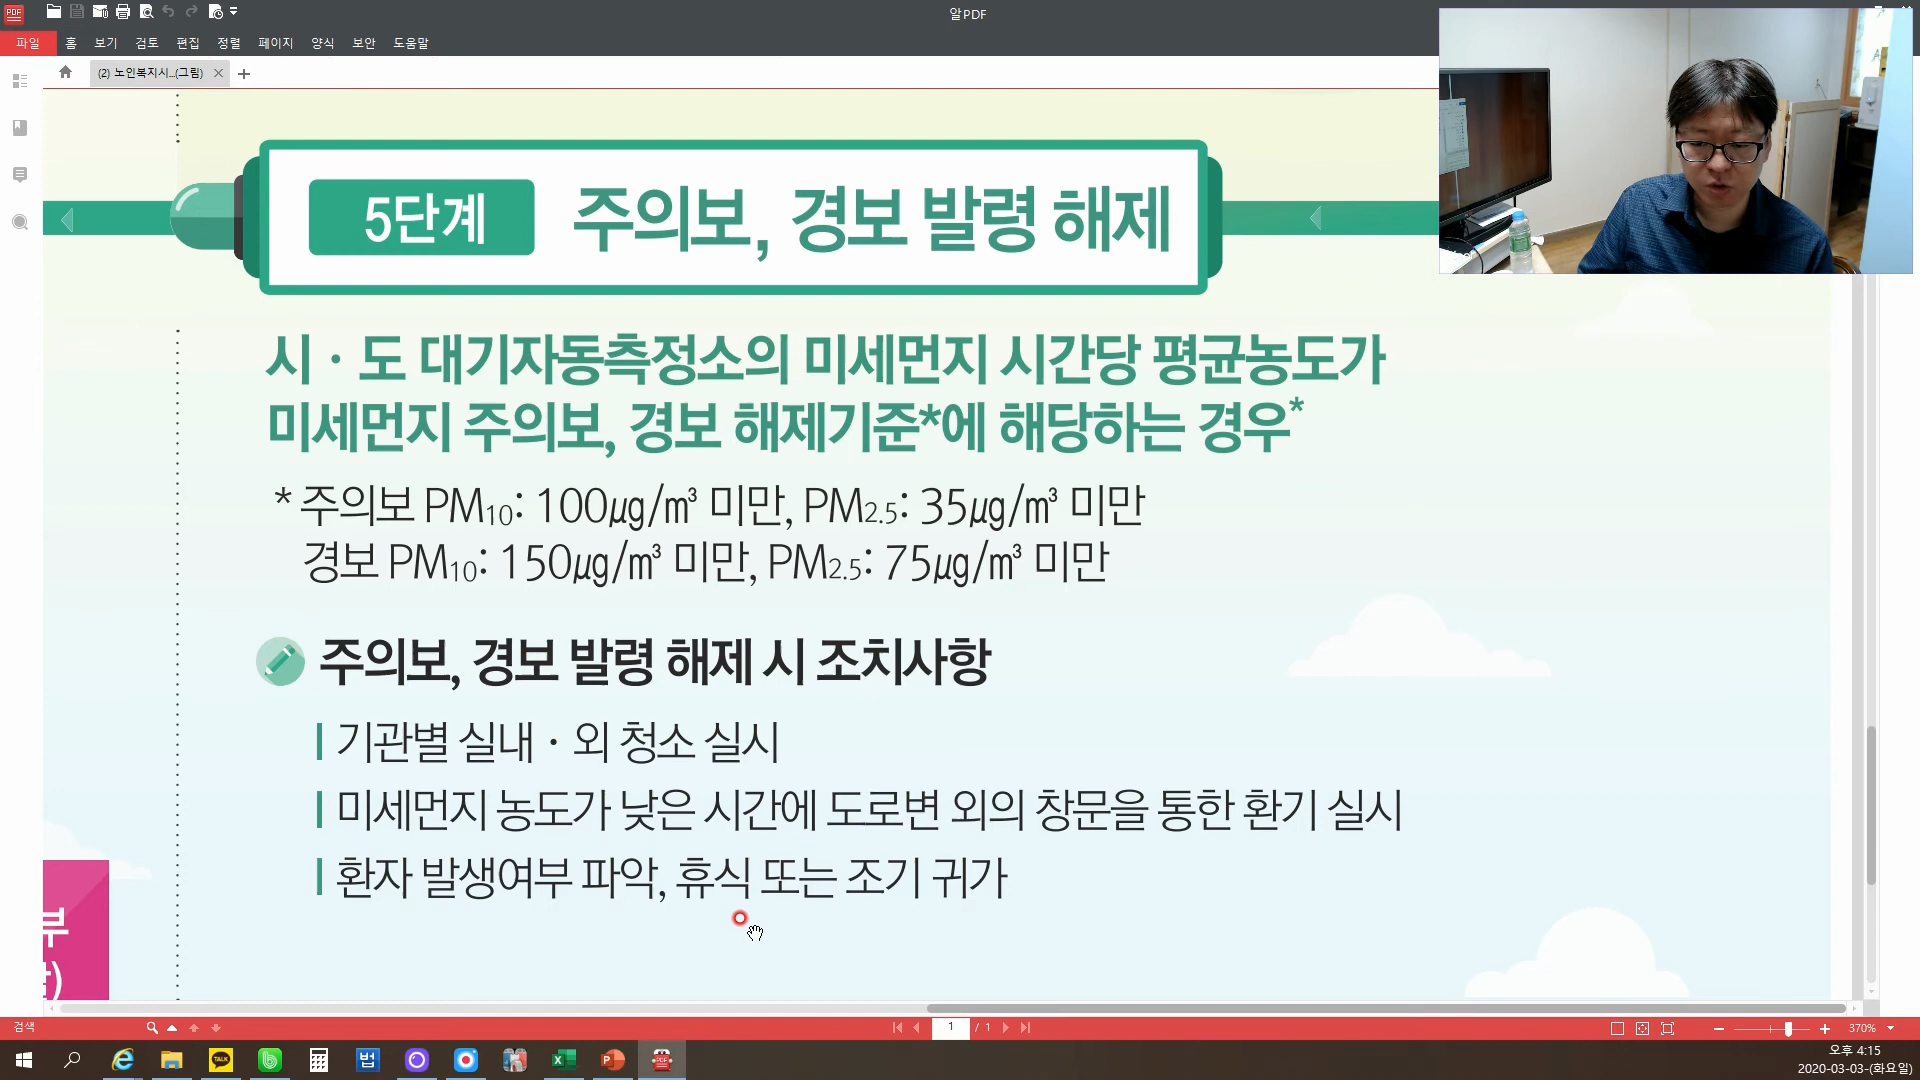 알PDF
파일 홈 보기 검토 편집 정렬 페이지 양식 보안 도움말
(2) 노인복지시...(그림)
5단계 주의보, 경보 발령 해제
시 · 도 대기자동측정소의 미세먼지 시간당 평균농도가
미세먼지 주의보, 경보 해제기준*에 해당하는 경우*
* 주의보 PM10: 100㎍/㎥ 미만, PM2.5: 35㎍/㎥ 미만
경보 PM10: 150㎍/㎥ 미만, PM2.5: 75㎍/㎥ 미만
주의보, 경보 발령 해제 시 조치사항
기관별 실내 · 외 청소 실시
미세먼지 농도가 낮은 시간에 도로변 외의 창문을 통한 환기 실시
환자 발생여부 파악, 휴식 또는 조기 귀가
부
검색
1 / 1
370%
TALK
법
오후 4:15
2020-03-03-(화요일)